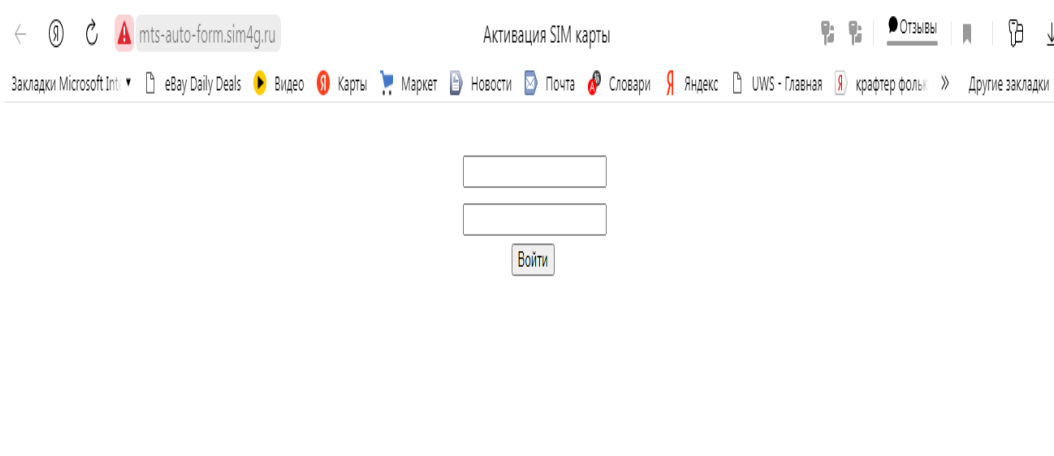 mts-auto-form.sim4g.ru Активация SIM карты Отзывы
Закладки Microsoft Int eBay Daily Deals Видео Карты Маркет Новости Почта Словари Яндекс UWS - Главная крафтер фольк » Другие закладки
Войти